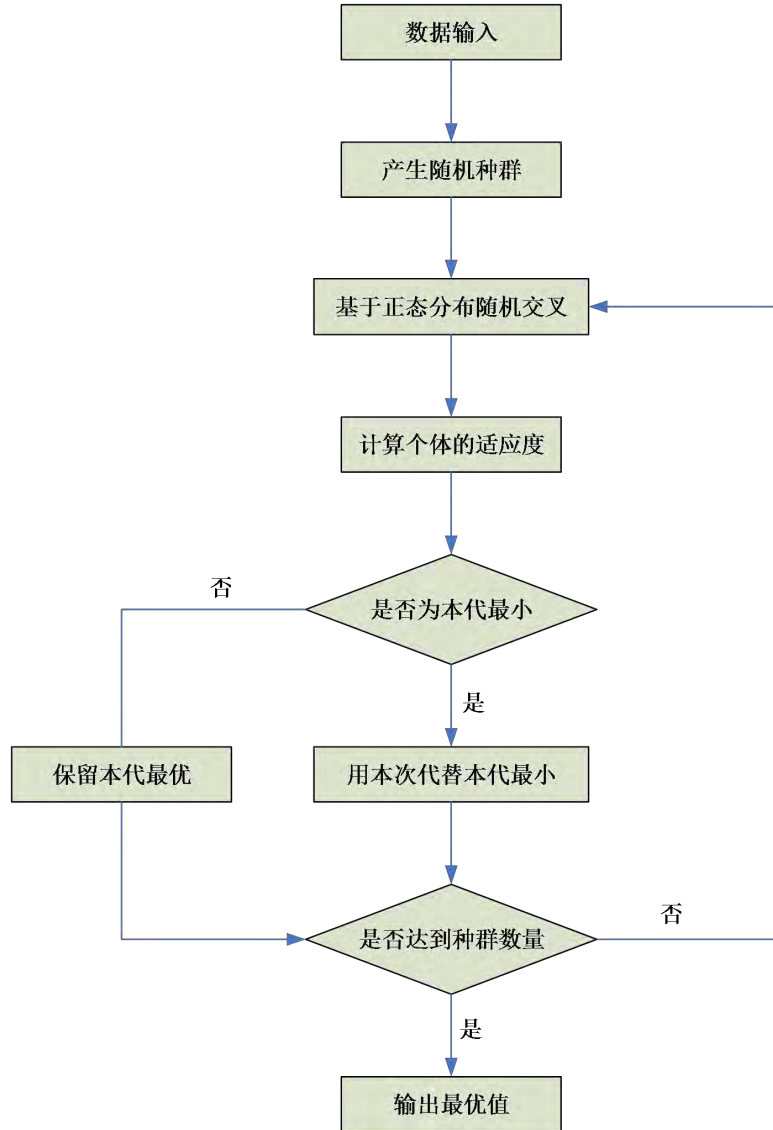 数据输入
产生随机种群
基于正态分布随机交叉
计算个体的适应度
是否为本代最小
否
是
保留本代最优
用本次代替本代最小
是否达到种群数量
否
是
输出最优值